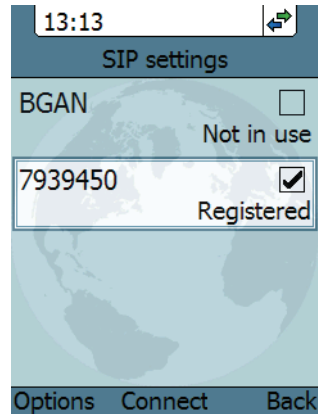 13:13
SIP settings
BGAN
Not in use
7939450
Registered
Options Connect Back